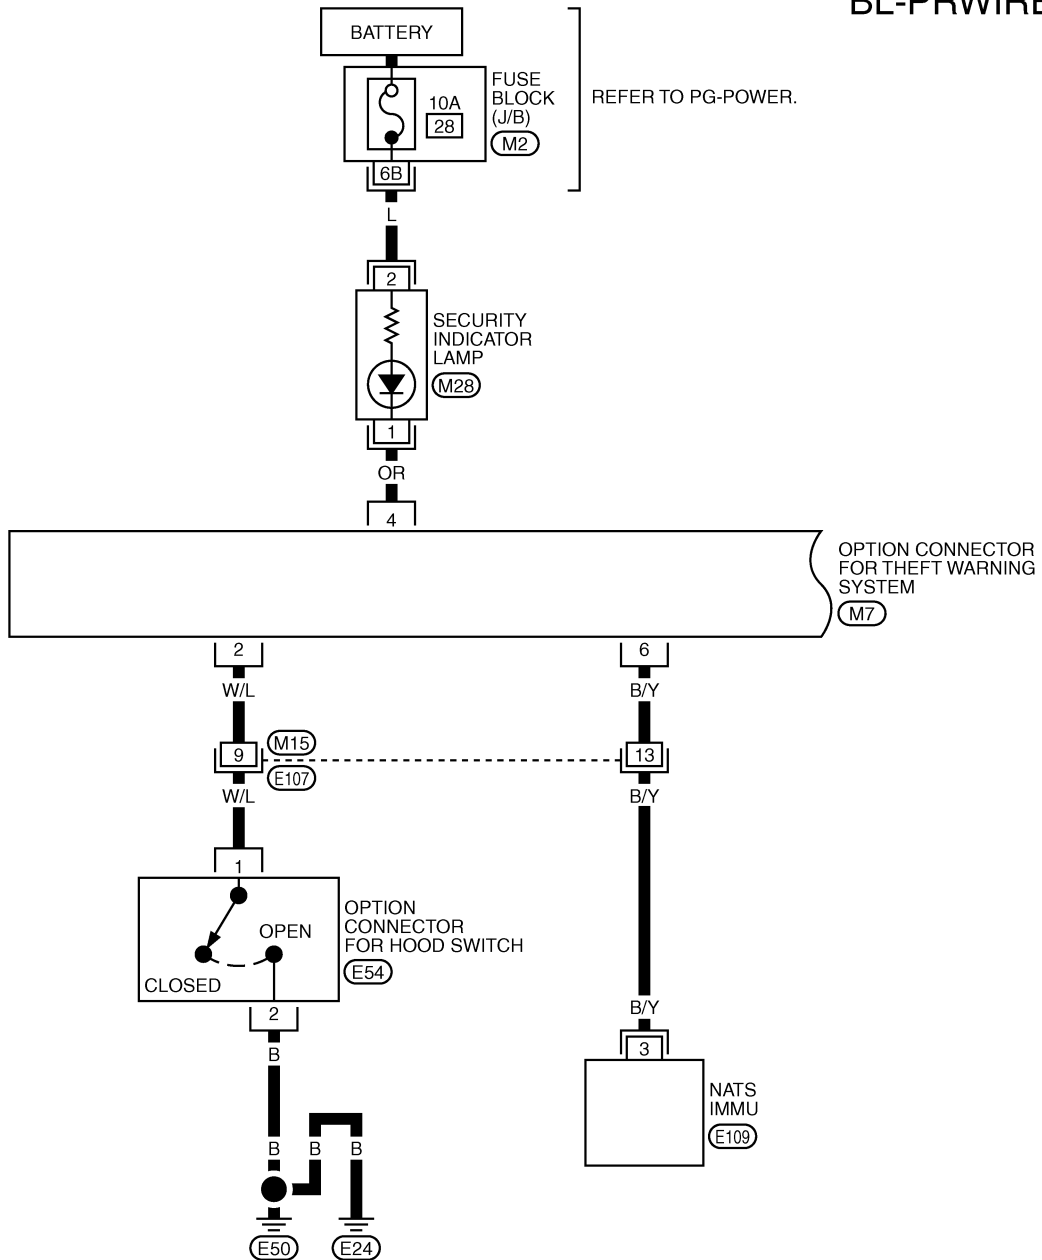 BL-PRWIRE
BATTERY
FUSE
BLOCK
(J/B)
M2
10A
28
REFER TO PG-POWER.
6B
L
2
SECURITY
INDICATOR
LAMP
M28
1
OR
4
OPTION CONNECTOR
FOR THEFT WARNING
SYSTEM
M7
2
6
W/L
B/Y
9
M15
E107
13
W/L
B/Y
1
OPTION
CONNECTOR
FOR HOOD SWITCH
E54
OPEN
CLOSED
2
B
B/Y
3
NATS
IMMU
E109
B
B
B
E50
E24